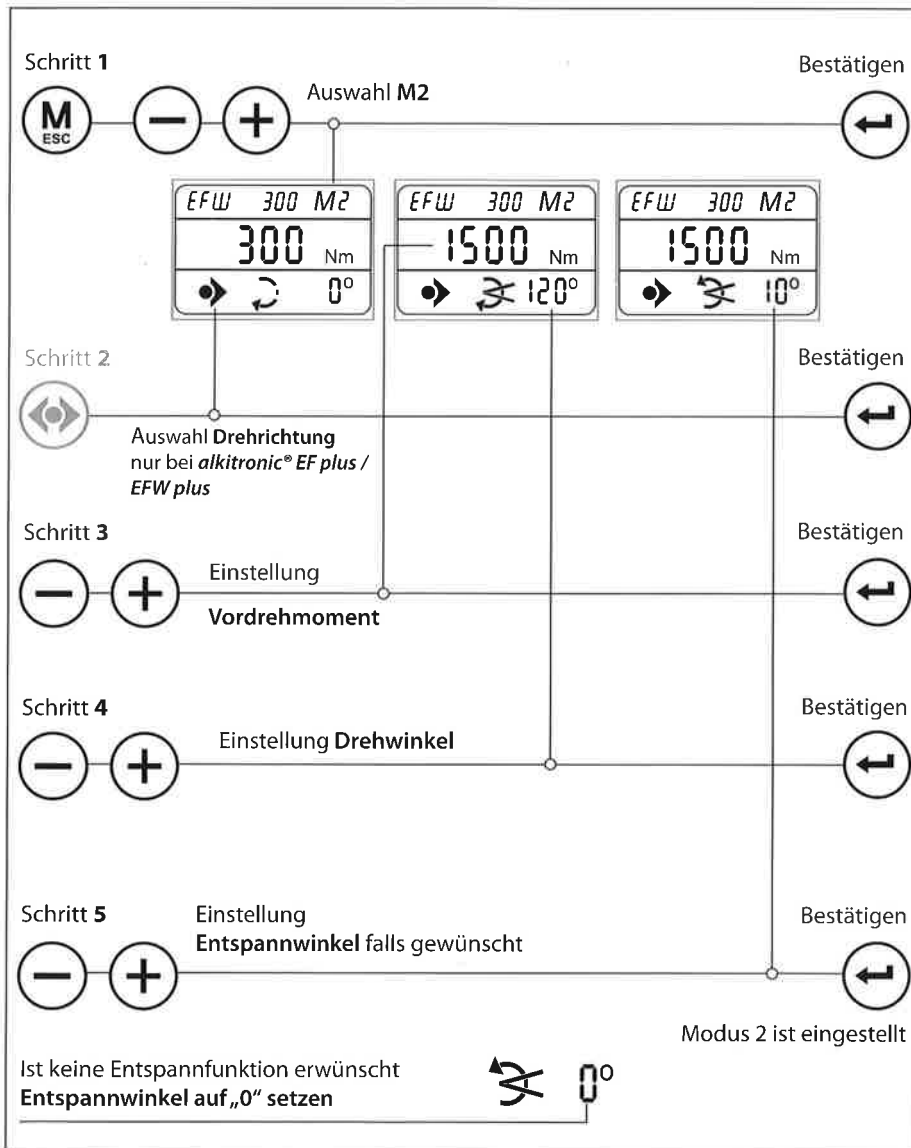 Schritt 1
Bestätigen
Auswahl M2
M
ESC
EFW 300 M2
300 Nm
0°
EFW 300 M2
1500 Nm
120°
EFW 300 M2
1500 Nm
10°
Schritt 2
Bestätigen
Auswahl Drehrichtung
nur bei alkitronic® EF plus /
EFW plus
Schritt 3
Bestätigen
Einstellung
Vordrehmoment
Schritt 4
Bestätigen
Einstellung Drehwinkel
Schritt 5
Bestätigen
Einstellung
Entspannwinkel falls gewünscht
Modus 2 ist eingestellt
Ist keine Entspannfunktion erwünscht
Entspannwinkel auf „0“ setzen
0°